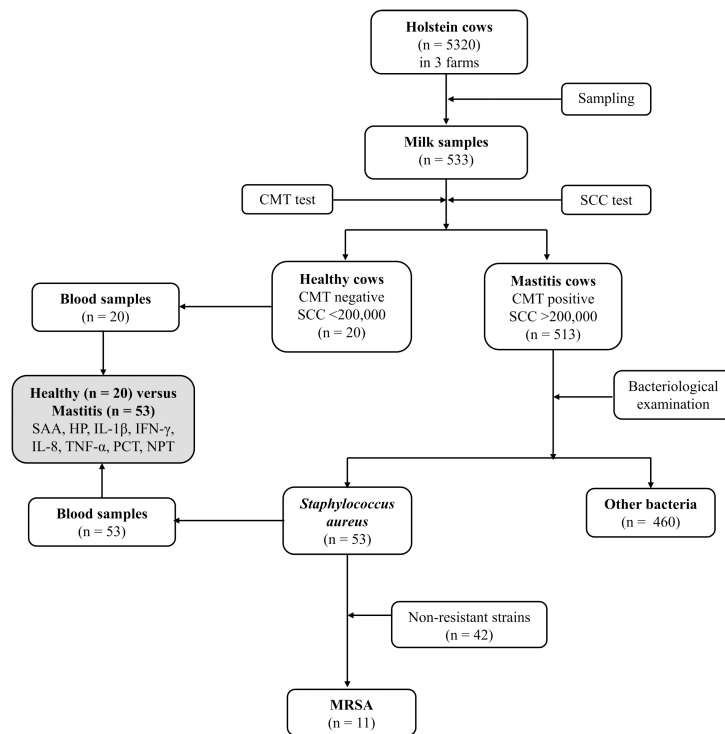 Holstein cows
(n = 5320)
in 3 farms
Sampling
Milk samples
(n = 533)
CMT test
SCC test
Healthy cows
CMT negative
SCC <200,000
(n = 20)
Mastitis cows
CMT positive
SCC >200,000
(n = 513)
Blood samples
(n = 20)
Healthy (n = 20) versus
Mastitis (n = 53)
SAA, HP, IL-1β, IFN-γ,
IL-8, TNF-α, PCT, NPT
Bacteriological
examination
Blood samples
(n = 53)
Staphylococcus
aureus
(n = 53)
Other bacteria
(n =  460)
Non-resistant strains
(n = 42)
MRSA
(n = 11)